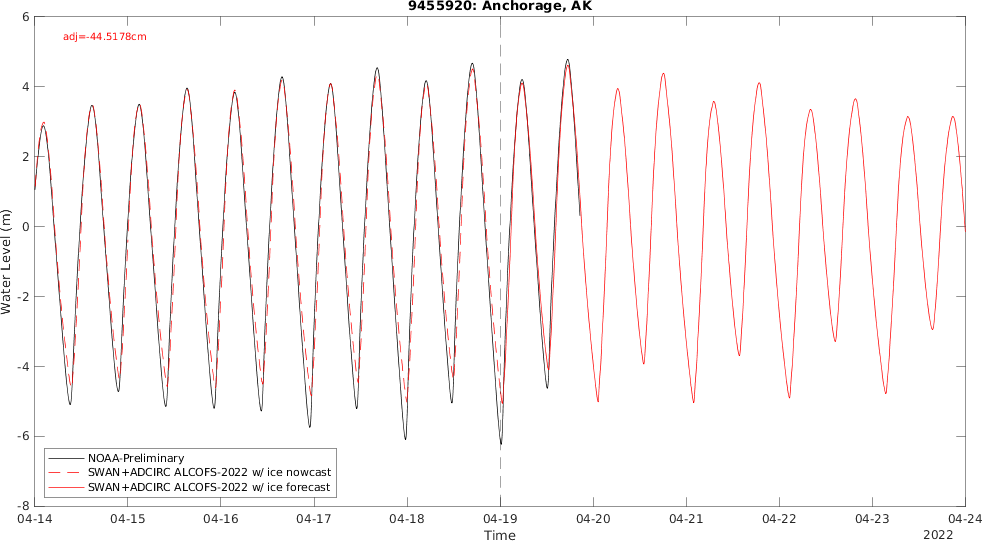 9455920: Anchorage, AK
adj=-44.5178cm
6
4
2
0
-2
-4
-6
-8
Water Level (m)
NOAA-Preliminary
SWAN+ADCIRC ALCOFS-2022 w/ ice nowcast
SWAN+ADCIRC ALCOFS-2022 w/ ice forecast
04-14 04-15 04-16 04-17 04-18 04-19 04-20 04-21 04-22 04-23 04-24
Time
2022